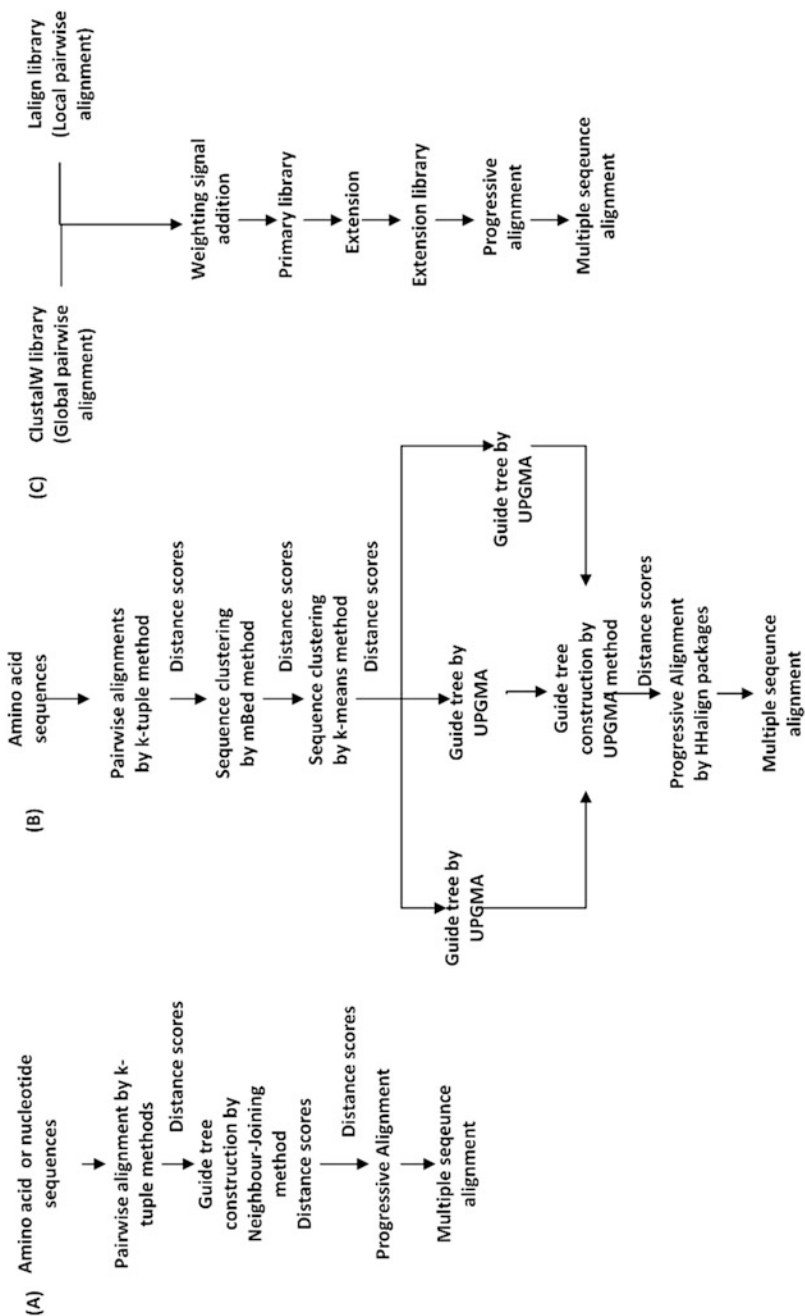 (A)
Amino acid or nucleotide
sequences
Pairwise alignment by k-
tuple methods
Distance scores
Guide tree
construction by
Neighbour-Joining
method
Distance scores
Distance scores
Progressive Alignment
Multiple seqeunce
alignment
(B)
Amino acid
sequences
Pairwise alignments
by k-tuple method
Distance scores
Sequence clustering
by mBed method
Distance scores
Sequence clustering
by k-means method
Distance scores
Guide tree by
UPGMA
Guide tree by
UPGMA
Guide tree by
UPGMA
Guide tree
construction by
UPGMA method
Distance scores
Progressive Alignment
by HHalign packages
Multiple seqeunce
alignment
(C)
ClustalW library
(Global pairwise
alignment)
Lalign library
(Local pairwise
alignment)
Weighting signal
addition
Primary library
Extension
Extension library
Progressive
alignment
Multiple seqeunce
alignment